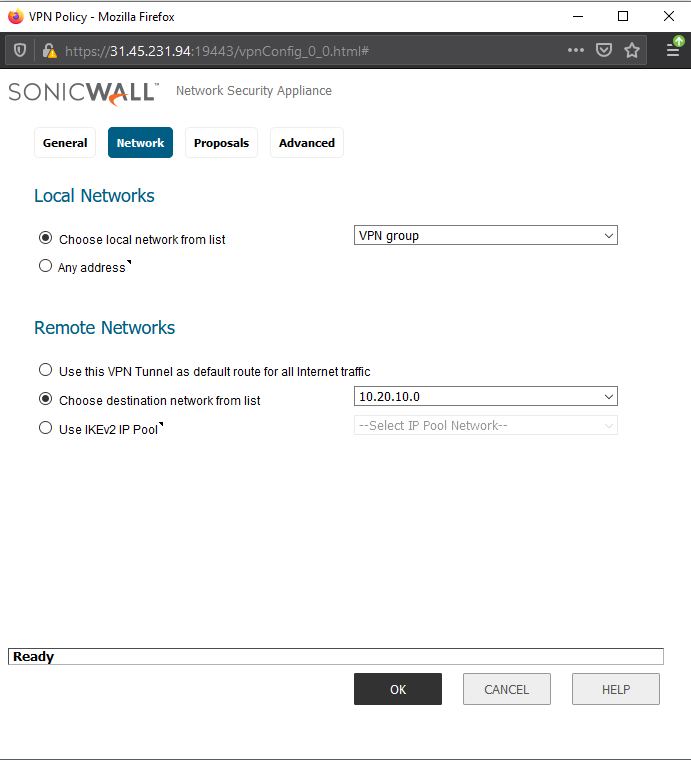 VPN Policy - Mozilla Firefox
https://31.45.231.94:19443/vpnConfig_0_0.html#
SONICWALL™ Network Security Appliance
General Network Proposals Advanced
Local Networks
Choose local network from list VPN group
Any address
Remote Networks
Use this VPN Tunnel as default route for all Internet traffic
Choose destination network from list 10.20.10.0
Use IKEv2 IP Pool --Select IP Pool Network--
Ready
OK CANCEL HELP